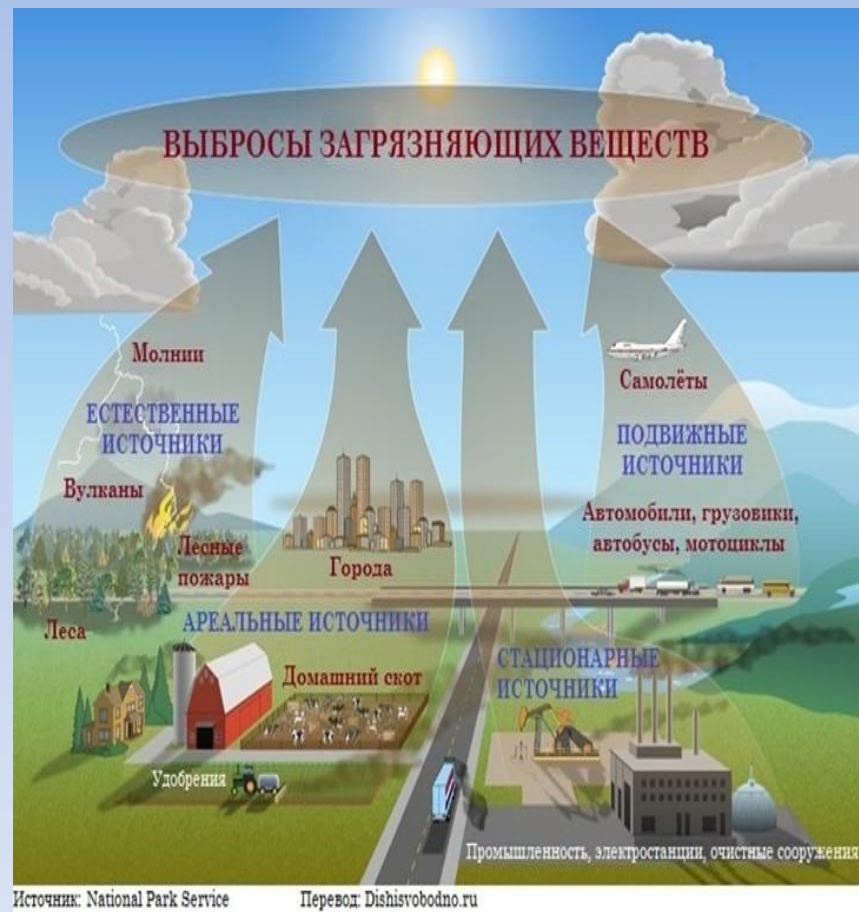 ВЫБРОСЫ ЗАГРЯЗНЯЮЩИХ ВЕЩЕСТВ
Молнии
ЕСТЕСТВЕННЫЕ
ИСТОЧНИКИ
Вулканы
Лесные
пожары
Леса
Города
АРЕАЛЬНЫЕ ИСТОЧНИКИ
Домашний скот
Удобрения
Самолёты
ПОДВИЖНЫЕ
ИСТОЧНИКИ
Автомобили, грузовики,
автобусы, мотоциклы
СТАЦИОНАРНЫЕ
ИСТОЧНИКИ
Промышленность, электростанции, очистные сооружения
Источник: National Park Service Перевод: Dishisvobodno.ru